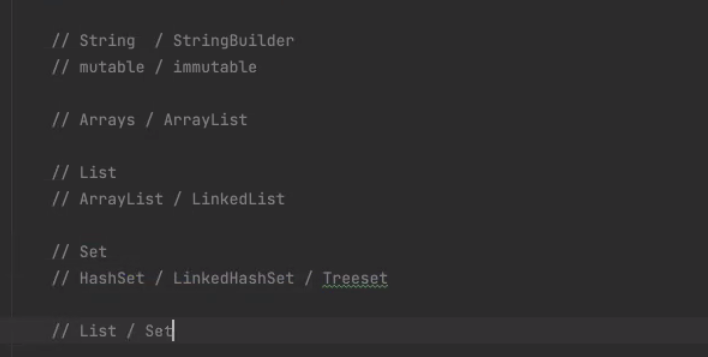 // String  / StringBuilder
// mutable / immutable
// Arrays / ArrayList
// List
// ArrayList / LinkedList
// Set
// HashSet / LinkedHashSet / Treeset
// List / Set